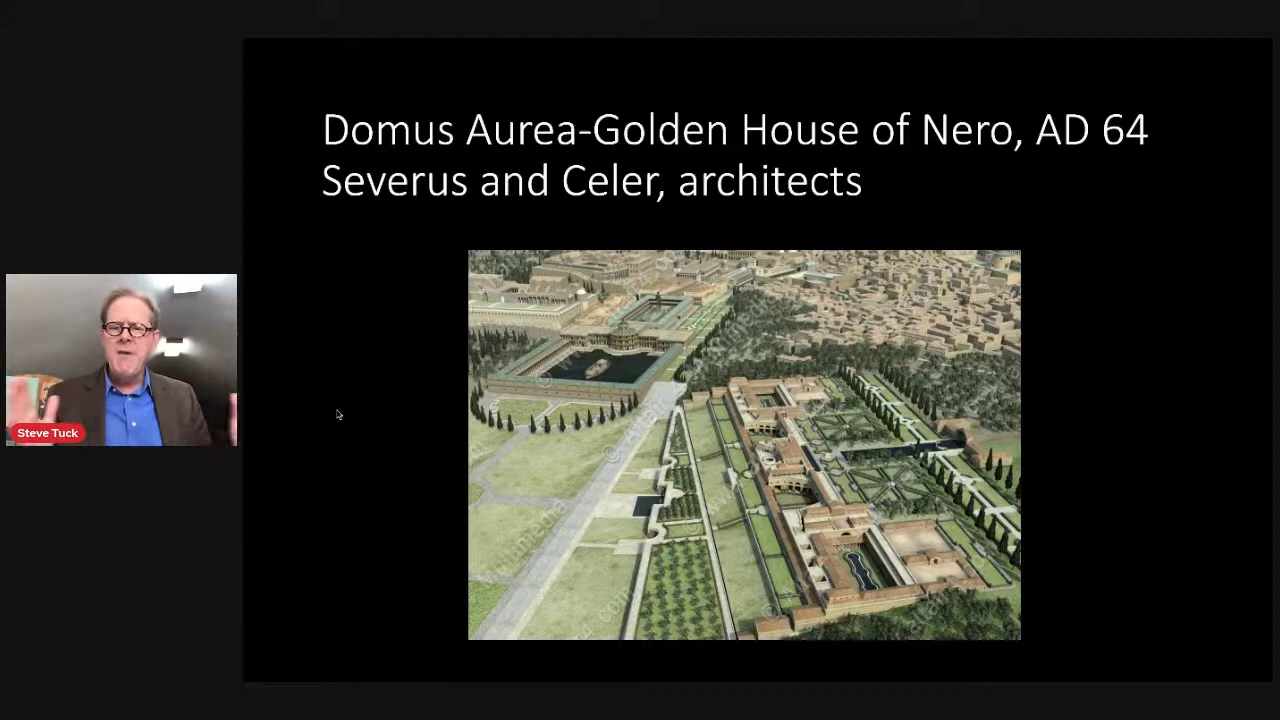 Domus Aurea-Golden House of Nero, AD 64
Severus and Celer, architects
Steve Tuck